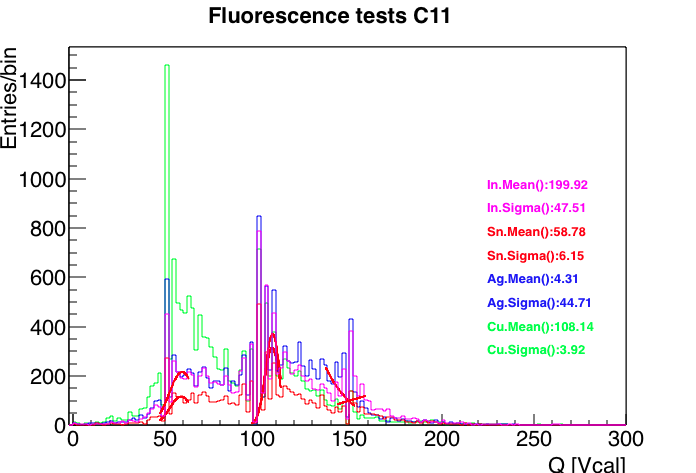 Fluorescence tests C11
Entries/bin
1400
1200
1000
800
600
400
200
0
In.Mean():199.92
In.Sigma():47.51
Sn.Mean():58.78
Sn.Sigma():6.15
Ag.Mean():4.31
Ag.Sigma():44.71
Cu.Mean():108.14
Cu.Sigma():3.92
0 50 100 150 200 250 300
Q [Vcal]